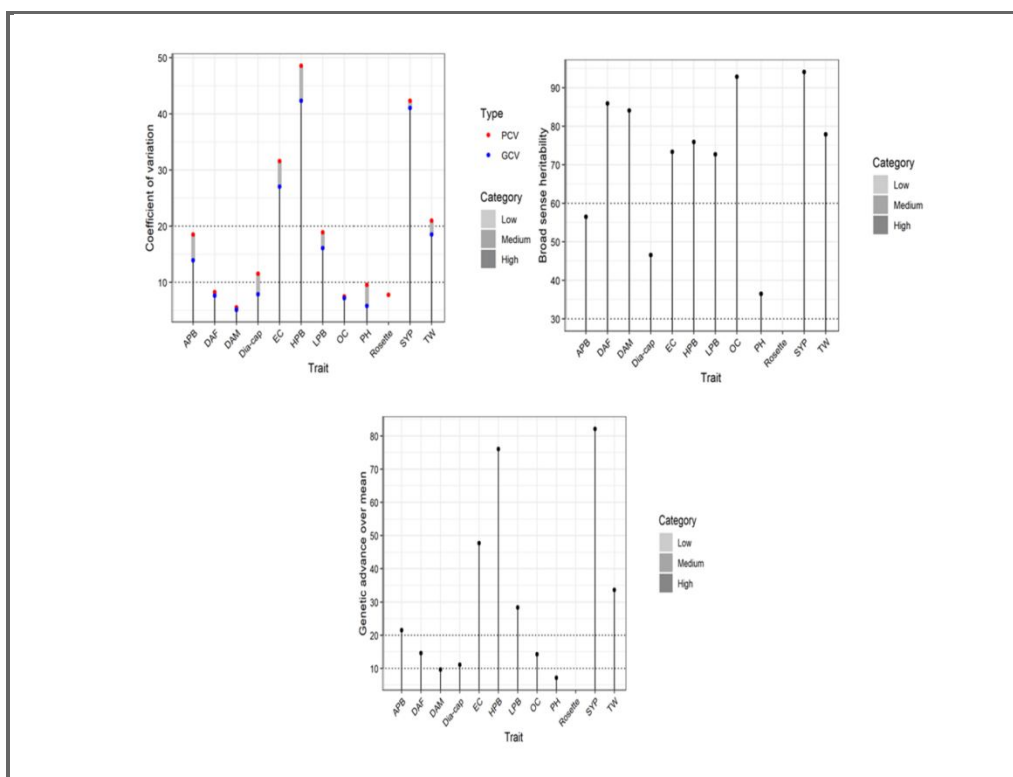 50
40
30
20
10
Coefficient of variation
APB
DAF
DAM
Dia-cap
EC
HPB
LPB
OC
PH
Rosette
SYP
TW
Trait
Type
PCV
GCV
Category
Low
Medium
High
90
80
70
60
50
40
30
Broad sense heritability
APB
DAF
DAM
Dia-cap
EC
HPB
LPB
OC
PH
Rosette
SYP
TW
Trait
Category
Low
Medium
High
80
70
60
50
40
30
20
10
Genetic advance over mean
APB
DAF
DAM
Dia-cap
EC
HPB
LPB
OC
PH
Rosette
SYP
TW
Trait
Category
Low
Medium
High